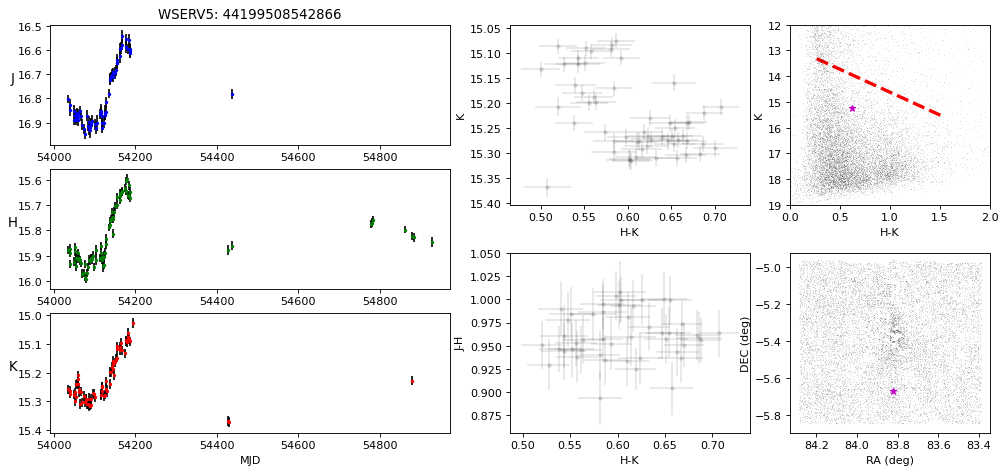 WSERV5: 44199508542866
J
16.5
16.6
16.7
16.8
16.9
54000 54200 54400 54600 54800
H
15.6
15.7
15.8
15.9
16.0
54000 54200 54400 54600 54800
K
15.0
15.1
15.2
15.3
15.4
54000 54200 54400 54600 54800
MJD
K
15.05
15.10
15.15
15.20
15.25
15.30
15.35
15.40
0.50 0.55 0.60 0.65 0.70
H-K
J-H
1.050
1.025
1.000
0.975
0.950
0.925
0.900
0.875
0.50 0.55 0.60 0.65 0.70
H-K
K
12
13
14
15
16
17
18
19
0.0 0.5 1.0 1.5 2.0
H-K
DEC (deg)
−5.0
−5.2
−5.4
−5.6
−5.8
84.2 84.0 83.8 83.6 83.4
RA (deg)